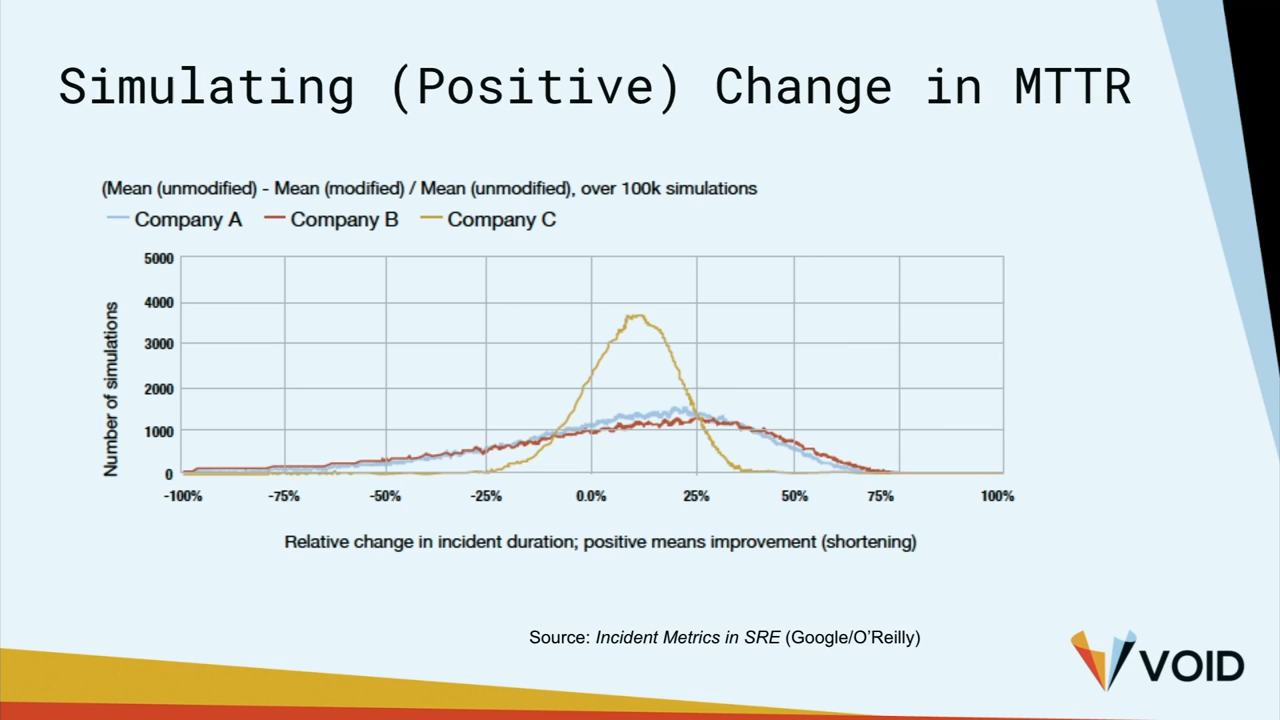 Simulating (Positive) Change in MTTR
(Mean (unmodified) - Mean (modified) / Mean (unmodified), over 100k simulations
Company A Company B Company C
Number of simulations
5000
4000
3000
2000
1000
0
-100% -75% -50% -25% 0.0% 25% 50% 75% 100%
Relative change in incident duration; positive means improvement (shortening)
Source: Incident Metrics in SRE (Google/O'Reilly)
VOID